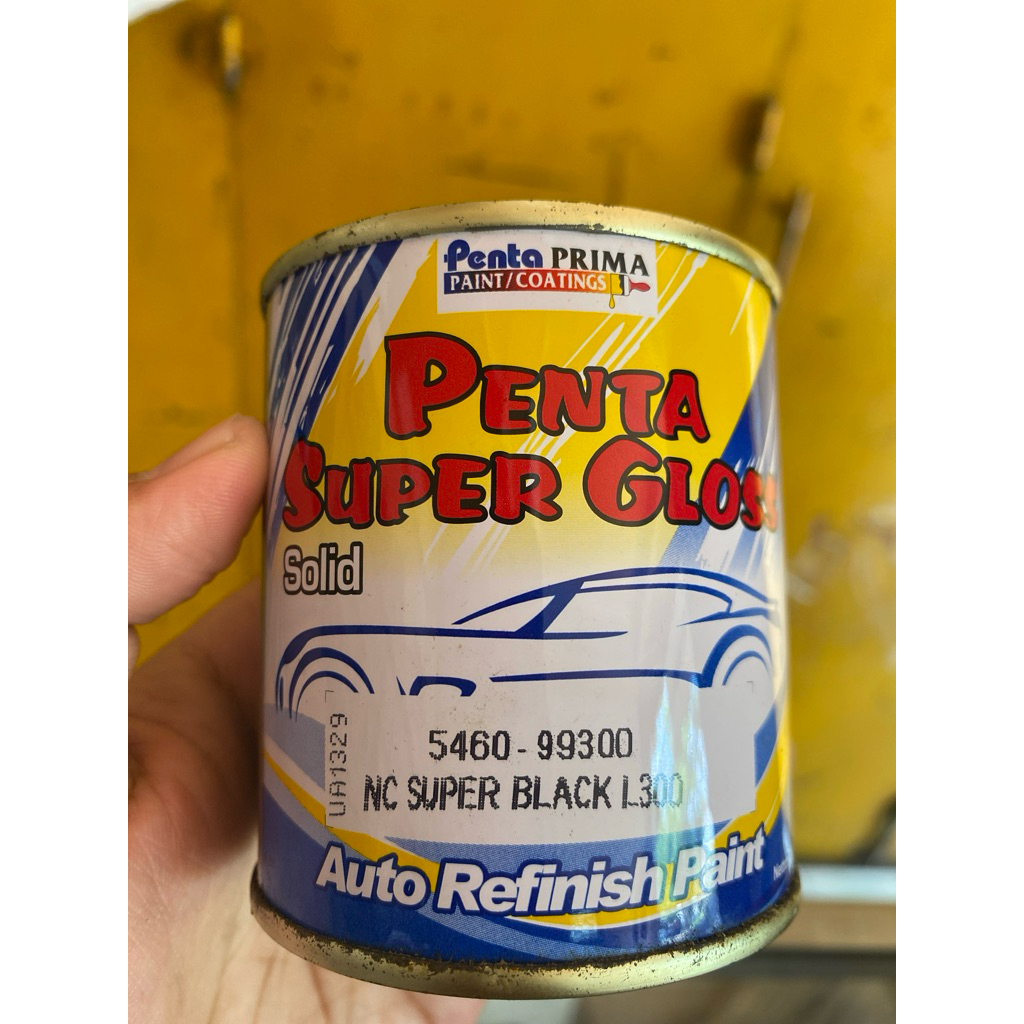 Penta PRIMA
PAINT/COATINGS
PENTA
SUPER GLOSS
Solid
UA1329
5460-99300
NC SUPER BLACK L300
Auto Refinish Paint